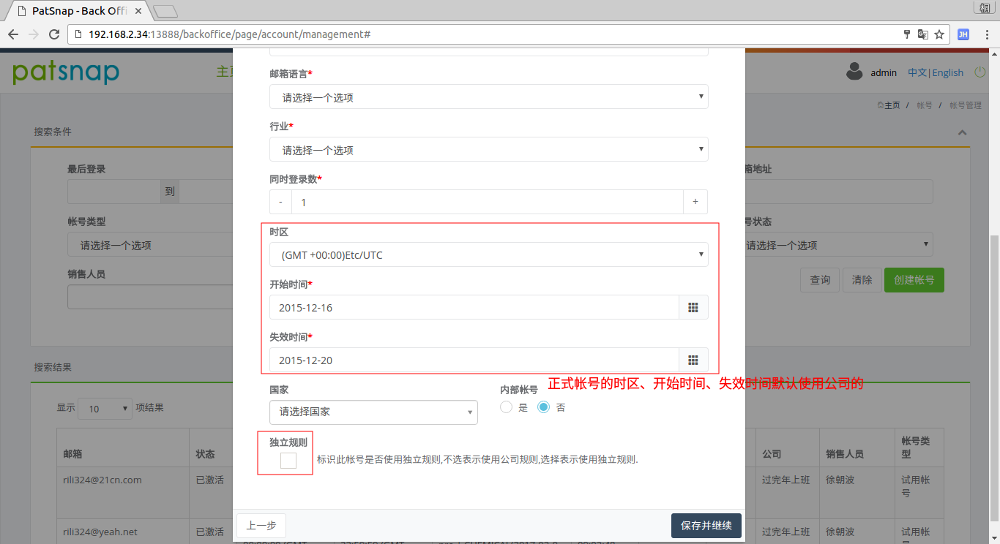 PatSnap - Back Offi
192.168.2.34:13888/backoffice/page/account/management#
JH
patsnap
主页
admin
中文|English
主页 / 帐号 / 帐号管理
搜索条件
最后登录
到
帐号类型
请选择一个选项
销售人员
箱地址
号状态
请选择一个选项
查询
清除
创建帐号
邮箱语言*
请选择一个选项
行业*
请选择一个选项
同时登录数*
-
1
+
时区
(GMT +00:00)Etc/UTC
开始时间*
2015-12-16
失效时间*
2015-12-20
正式帐号的时区、开始时间、失效时间默认使用公司的
国家
请选择国家
内部帐号
是
否
独立规则
标识此帐号是否使用独立规则,不选表示使用公司规则,选择表示使用独立规则.
上一步
保存并继续
搜索结果
显示 10 项结果
邮箱 状态 公司 销售人员 帐号类型
rili324@21cn.com 已激活 过完年上班 徐朝波 试用帐号
rili324@yeah.net 已激活 过完年上班 徐朝波 试用帐